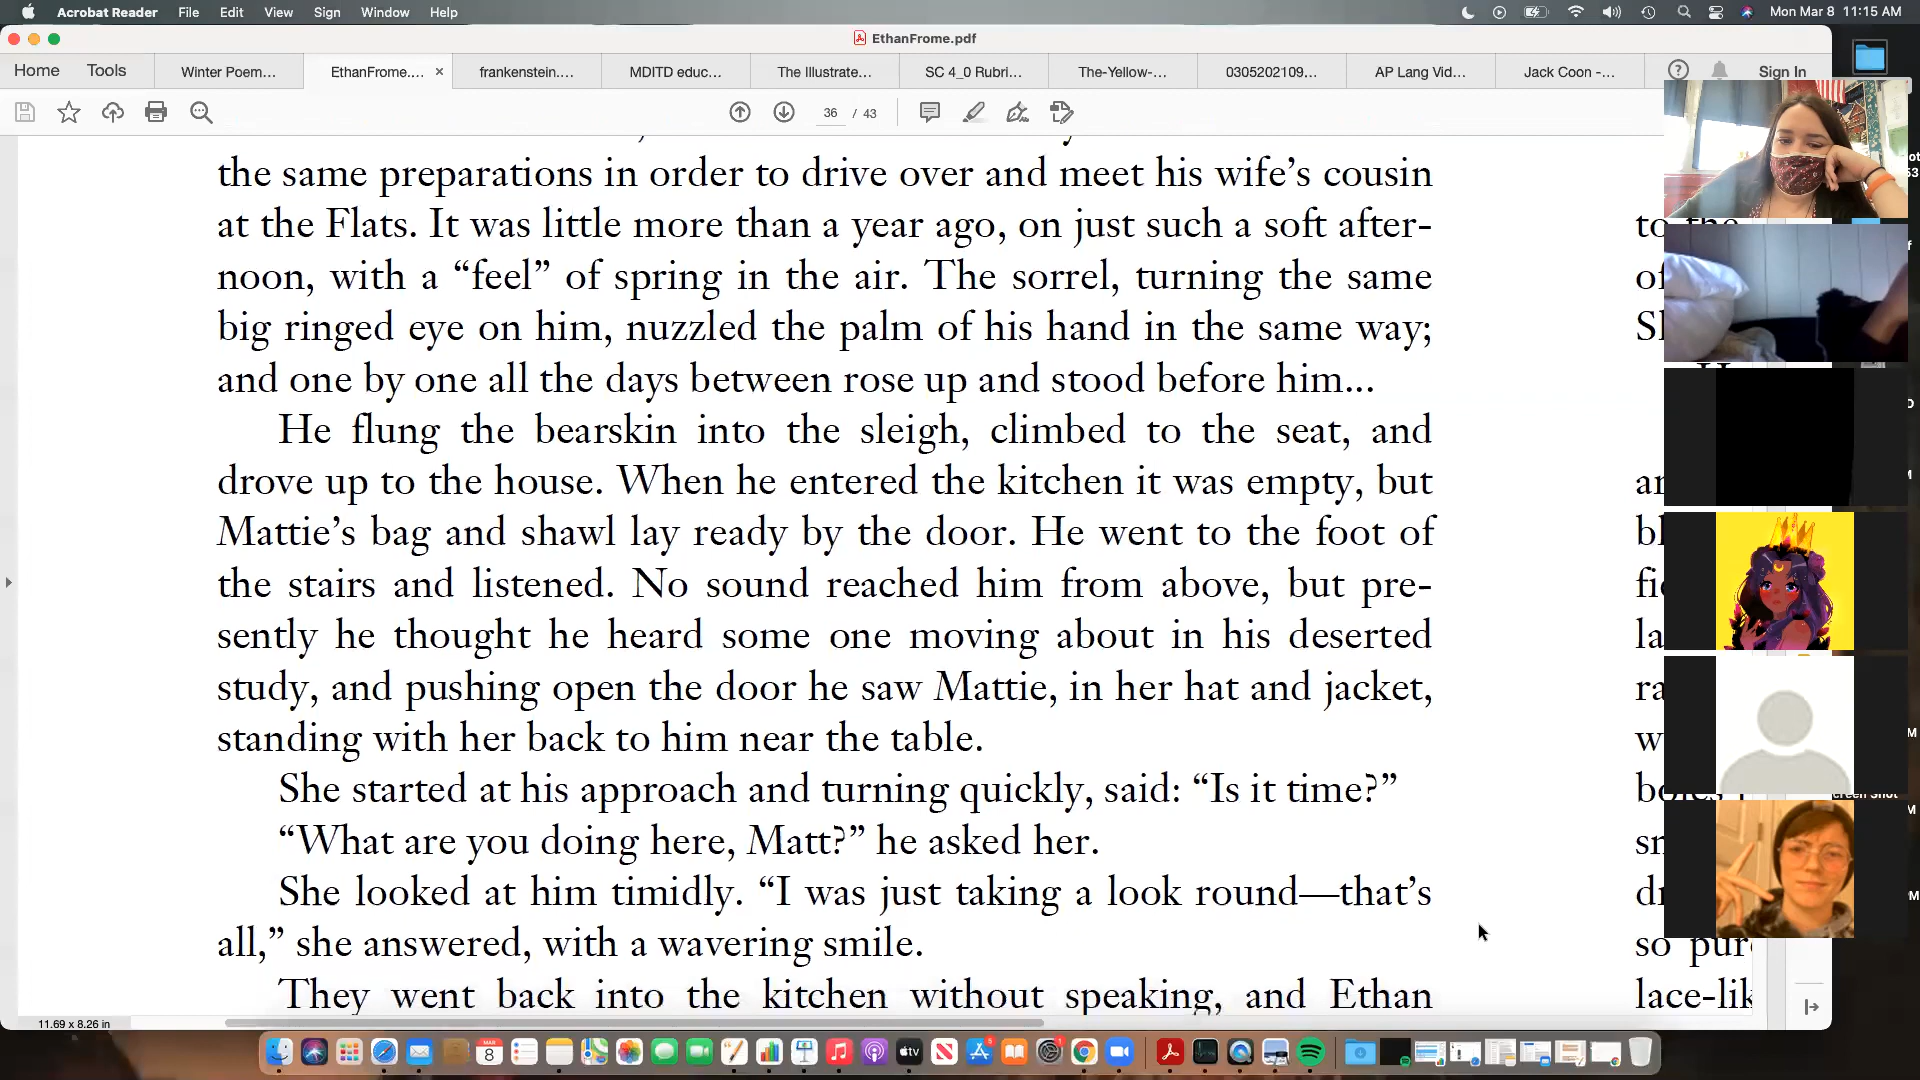 Acrobat Reader File Edit View Sign Window Help Mon Mar 8 11:15 AM
EthanFrome.pdf
Home Tools Winter Poem... EthanFrome.... × frankenstein.... MDITD educ... The Illustrate... SC 4_0 Rubri... The-Yellow-... 0305202109... AP Lang Vid... Jack Coon -... Sign In
36 / 43
the same preparations in order to drive over and meet his wife’s cousin
at the Flats. It was little more than a year ago, on just such a soft after-
noon, with a “feel” of spring in the air. The sorrel, turning the same
big ringed eye on him, nuzzled the palm of his hand in the same way;
and one by one all the days between rose up and stood before him...
He flung the bearskin into the sleigh, climbed to the seat, and
drove up to the house. When he entered the kitchen it was empty, but
Mattie’s bag and shawl lay ready by the door. He went to the foot of
the stairs and listened. No sound reached him from above, but pre-
sently he thought he heard some one moving about in his deserted
study, and pushing open the door he saw Mattie, in her hat and jacket,
standing with her back to him near the table.
She started at his approach and turning quickly, said: “Is it time?”
“What are you doing here, Matt?” he asked her.
She looked at him timidly. “I was just taking a look round—that’s
all,” she answered, with a wavering smile.
They went back into the kitchen without speaking, and Ethan
to the
of
an
la
ra
w
sn
so pur
lace-lik
11.69 x 8.26 in
MAR
8